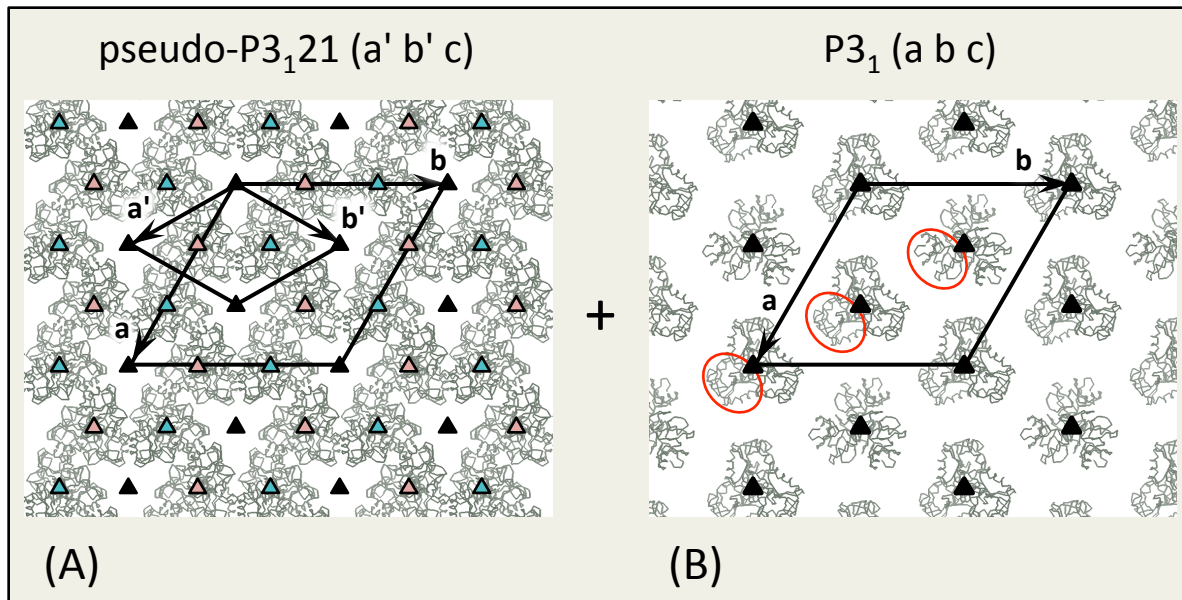 pseudo-P3₁21 (a' b' c)
P3₁ (a b c)
b
a'
b'
a
+
b
a
(A)
(B)